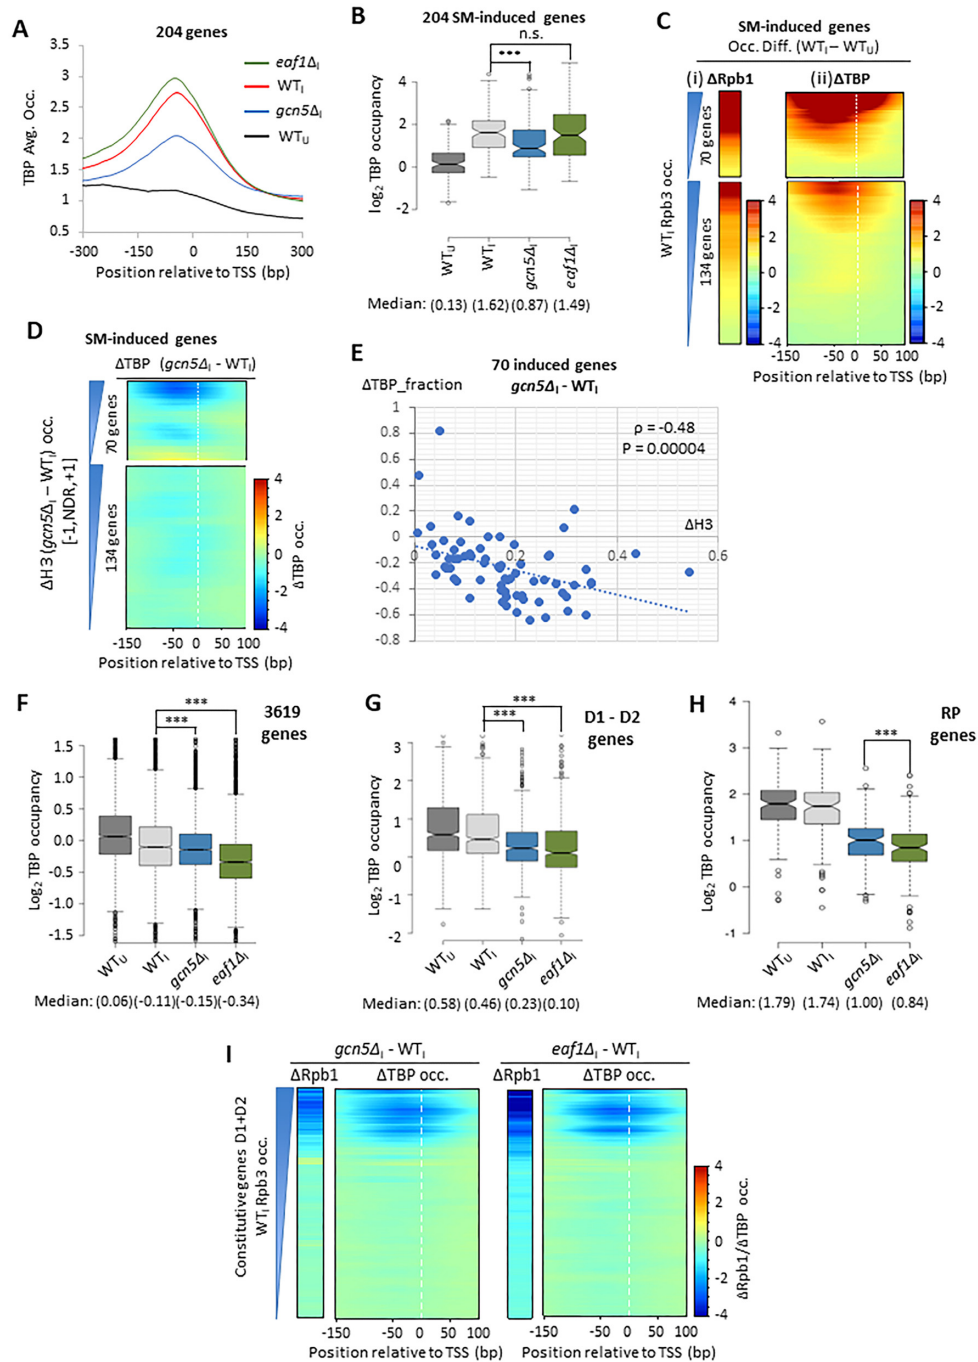 A
204 genes
TBP Avg. Occ.
3.5
3
2.5
2
1.5
1
0.5
eaf1ΔI
WTI
gcn5ΔI
WTU
-300 -150 0 150 300
Position relative to TSS (bp)
B
204 SM-induced genes
n.s.
***
log2 TBP occupancy
4
2
0
-2
WTU WTI gcn5ΔI eaf1ΔI
Median: (0.13) (1.62) (0.87) (1.49)
C
SM-induced genes
Occ. Diff. (WTI – WTU)
(i) ΔRpb1 (ii) ΔTBP
WTI Rpb3 occ.
70 genes
134 genes
4
2
0
-2
-4
4
2
0
-2
-4
-150 -50 0 50 100
Position relative to TSS (bp)
D
SM-induced genes
ΔTBP (gcn5ΔI - WTI)
ΔH3 (gcn5ΔI – WTI) occ.
[-1,NDR,+1]
70 genes
134 genes
4
2
0
-2
-4
ΔTBP occ.
-150 -50 0 50 100
Position relative to TSS (bp)
E
70 induced genes
gcn5ΔI - WTI
ΔTBP_fraction
1
0.8
0.6
0.4
0.2
0
-0.2
-0.4
-0.6
-0.8
ρ = -0.48
P = 0.00004
ΔH3
0 0.2 0.4 0.6
F
3619
genes
***
***
Log2 TBP occupancy
1.5
1.0
0.5
0.0
-0.5
-1.0
-1.5
WTU WTI gcn5ΔI eaf1ΔI
Median: (0.06)(-0.11)(-0.15)(-0.34)
G
D1 - D2
genes
***
***
Log2 TBP occupancy
3
2
1
0
-1
-2
WTU WTI gcn5ΔI eaf1ΔI
Median: (0.58) (0.46) (0.23)(0.10)
H
RP
genes
***
Log2 TBP occupancy
4
2
1
0
-1
WTU WTI gcn5ΔI eaf1ΔI
Median: (1.79) (1.74) (1.00) (0.84)
I
gcn5ΔI - WTI
eaf1ΔI - WTI
ΔRpb1 ΔTBP occ.
ΔRpb1 ΔTBP occ.
Constitutive genes D1+D2
WTI Rpb3 occ.
4
2
0
-2
-4
ΔRpb1/ΔTBP occ.
-150 -50 0 50 100
-150 -50 0 50 100
Position relative to TSS (bp)
Position relative to TSS (bp)